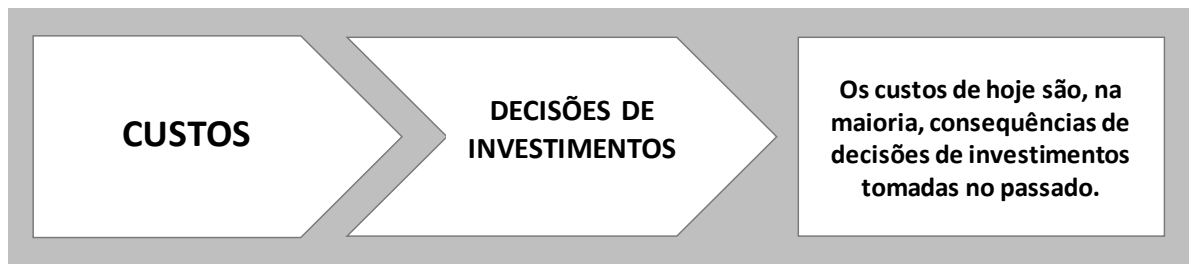 CUSTOS
DECISÕES DE
INVESTIMENTOS
Os custos de hoje são, na
maioria, consequências de
decisões de investimentos
tomadas no passado.